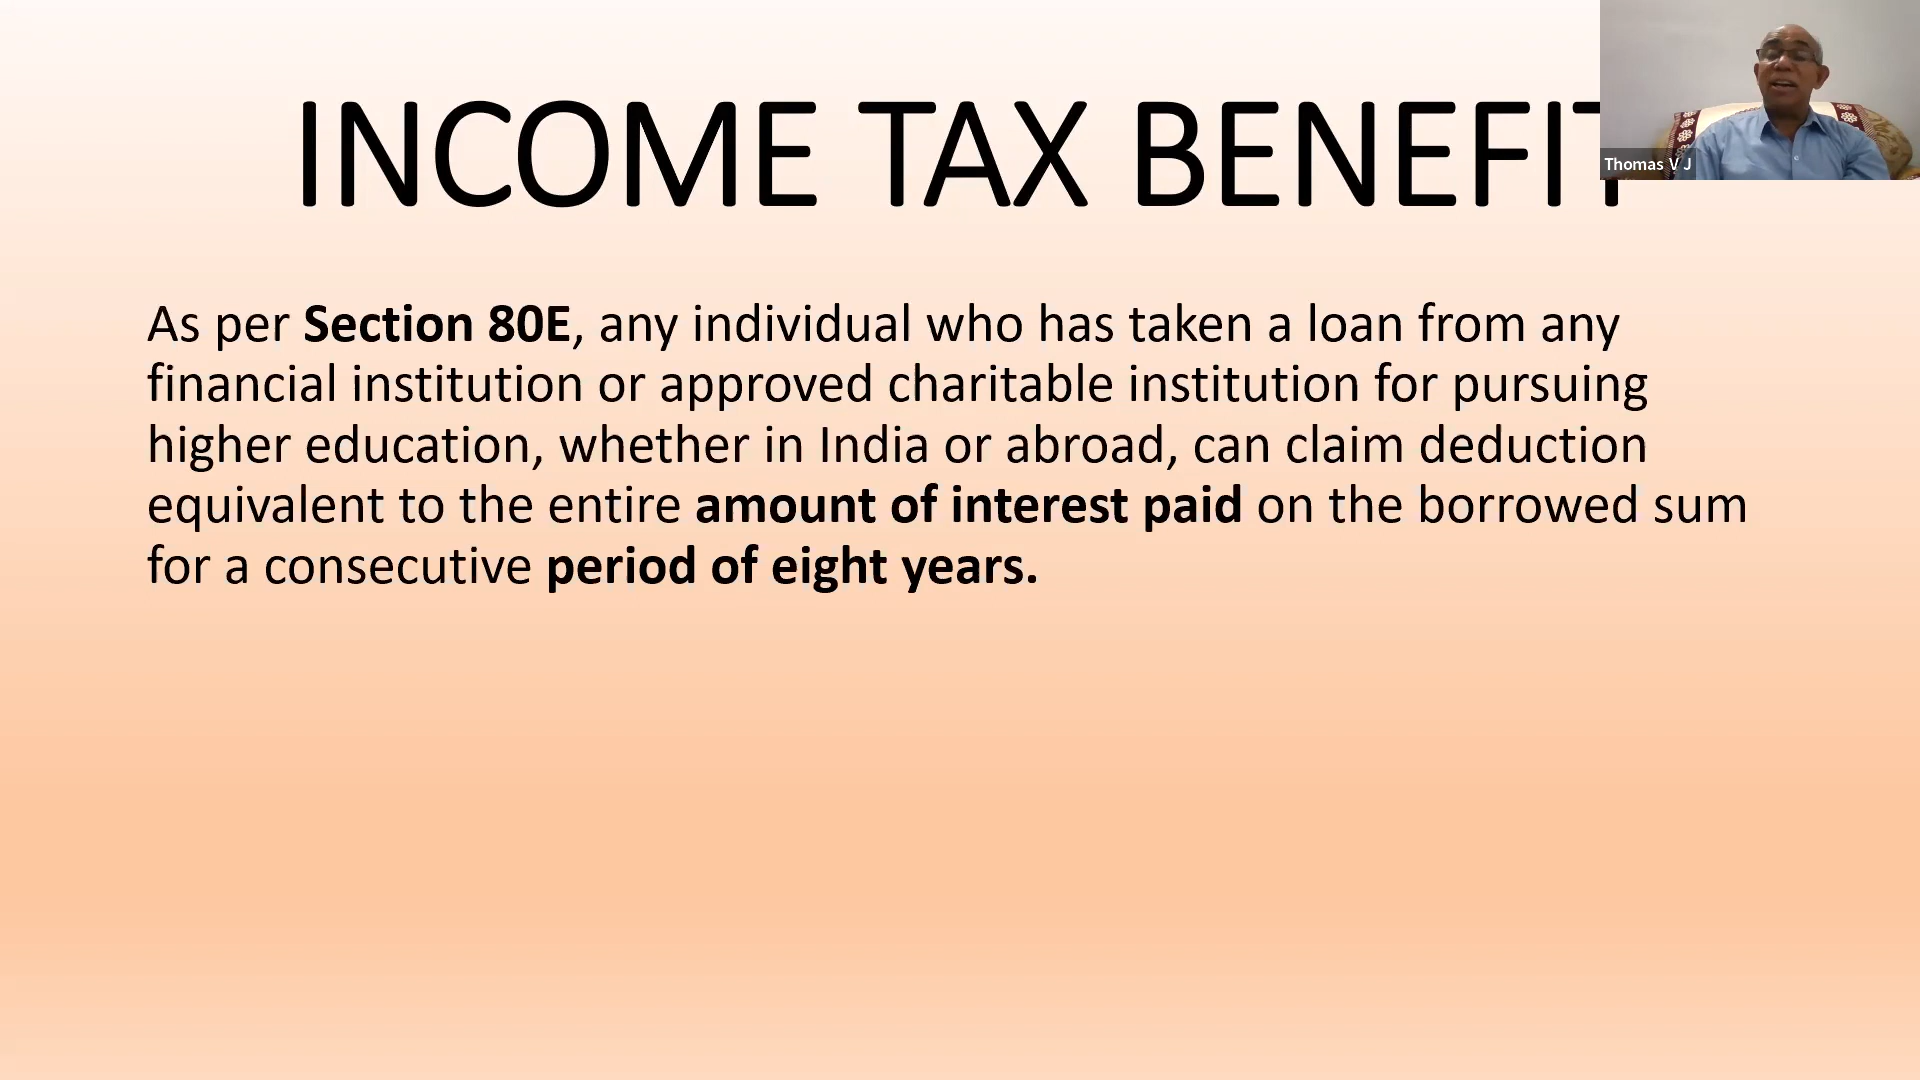 INCOME TAX BENEFIT
Thomas V J
As per Section 80E, any individual who has taken a loan from any
financial institution or approved charitable institution for pursuing
higher education, whether in India or abroad, can claim deduction
equivalent to the entire amount of interest paid on the borrowed sum
for a consecutive period of eight years.